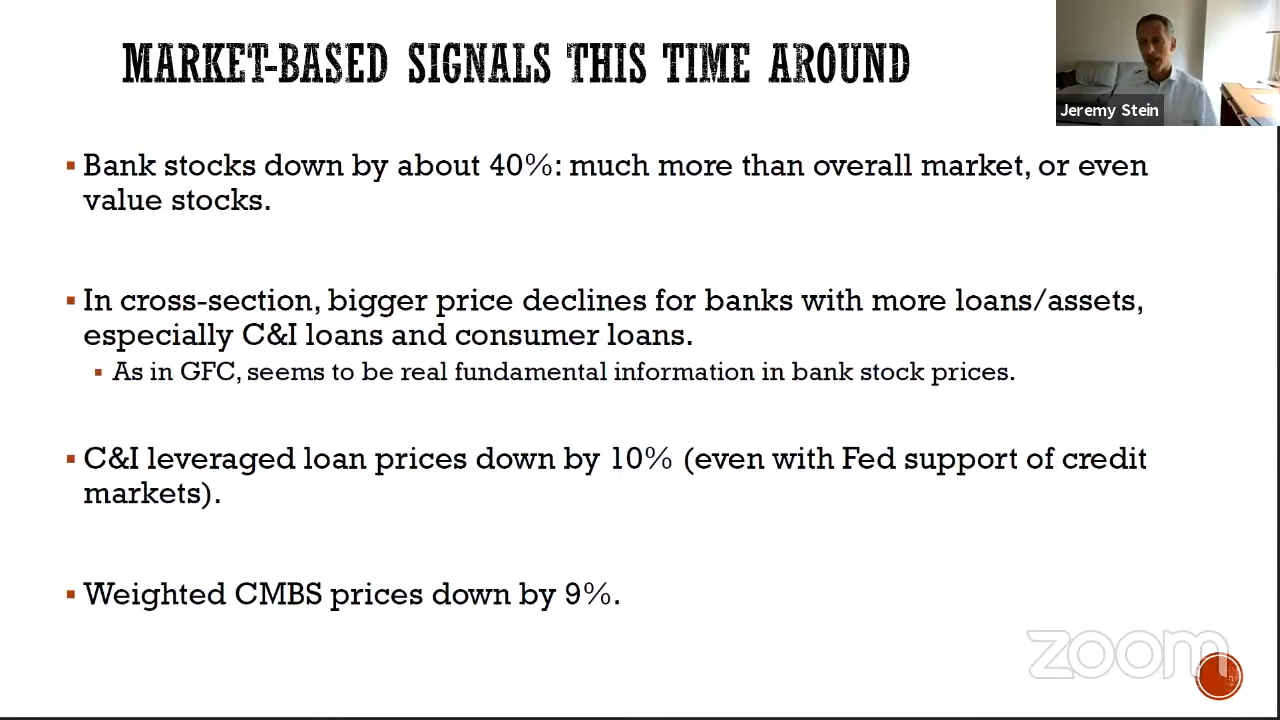 MARKET-BASED SIGNALS THIS TIME AROUND
Jeremy Stein
▪ Bank stocks down by about 40%: much more than overall market, or even
value stocks.
▪ In cross-section, bigger price declines for banks with more loans/assets,
especially C&I loans and consumer loans.
▪ As in GFC, seems to be real fundamental information in bank stock prices.
▪ C&I leveraged loan prices down by 10% (even with Fed support of credit
markets).
▪ Weighted CMBS prices down by 9%.
zoom